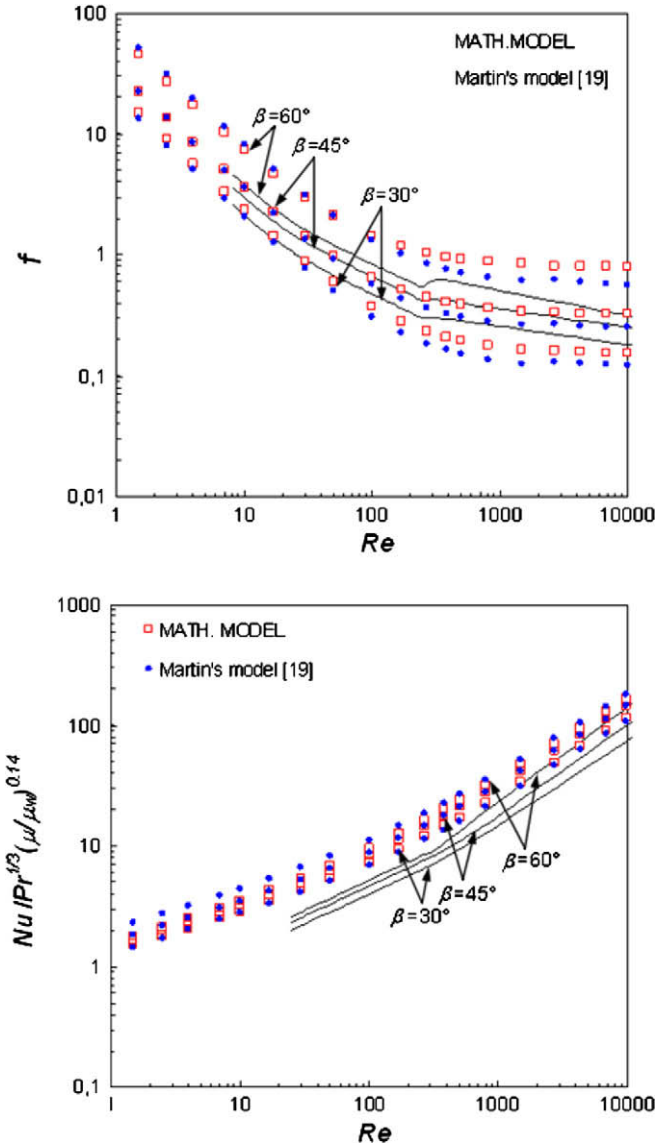 100
10
1
0,1
0,01
f
MATH.MODEL
Martin's model [19]
β=60°
β=45°
β=30°
1
10
100
1000
10000
Re
1000
100
10
1
0,1
Nu/Pr^1/3(μ/μw)^0.14
MATH. MODEL
Martin's model [19]
β=60°
β=45°
β=30°
1
10
100
1000
10000
Re